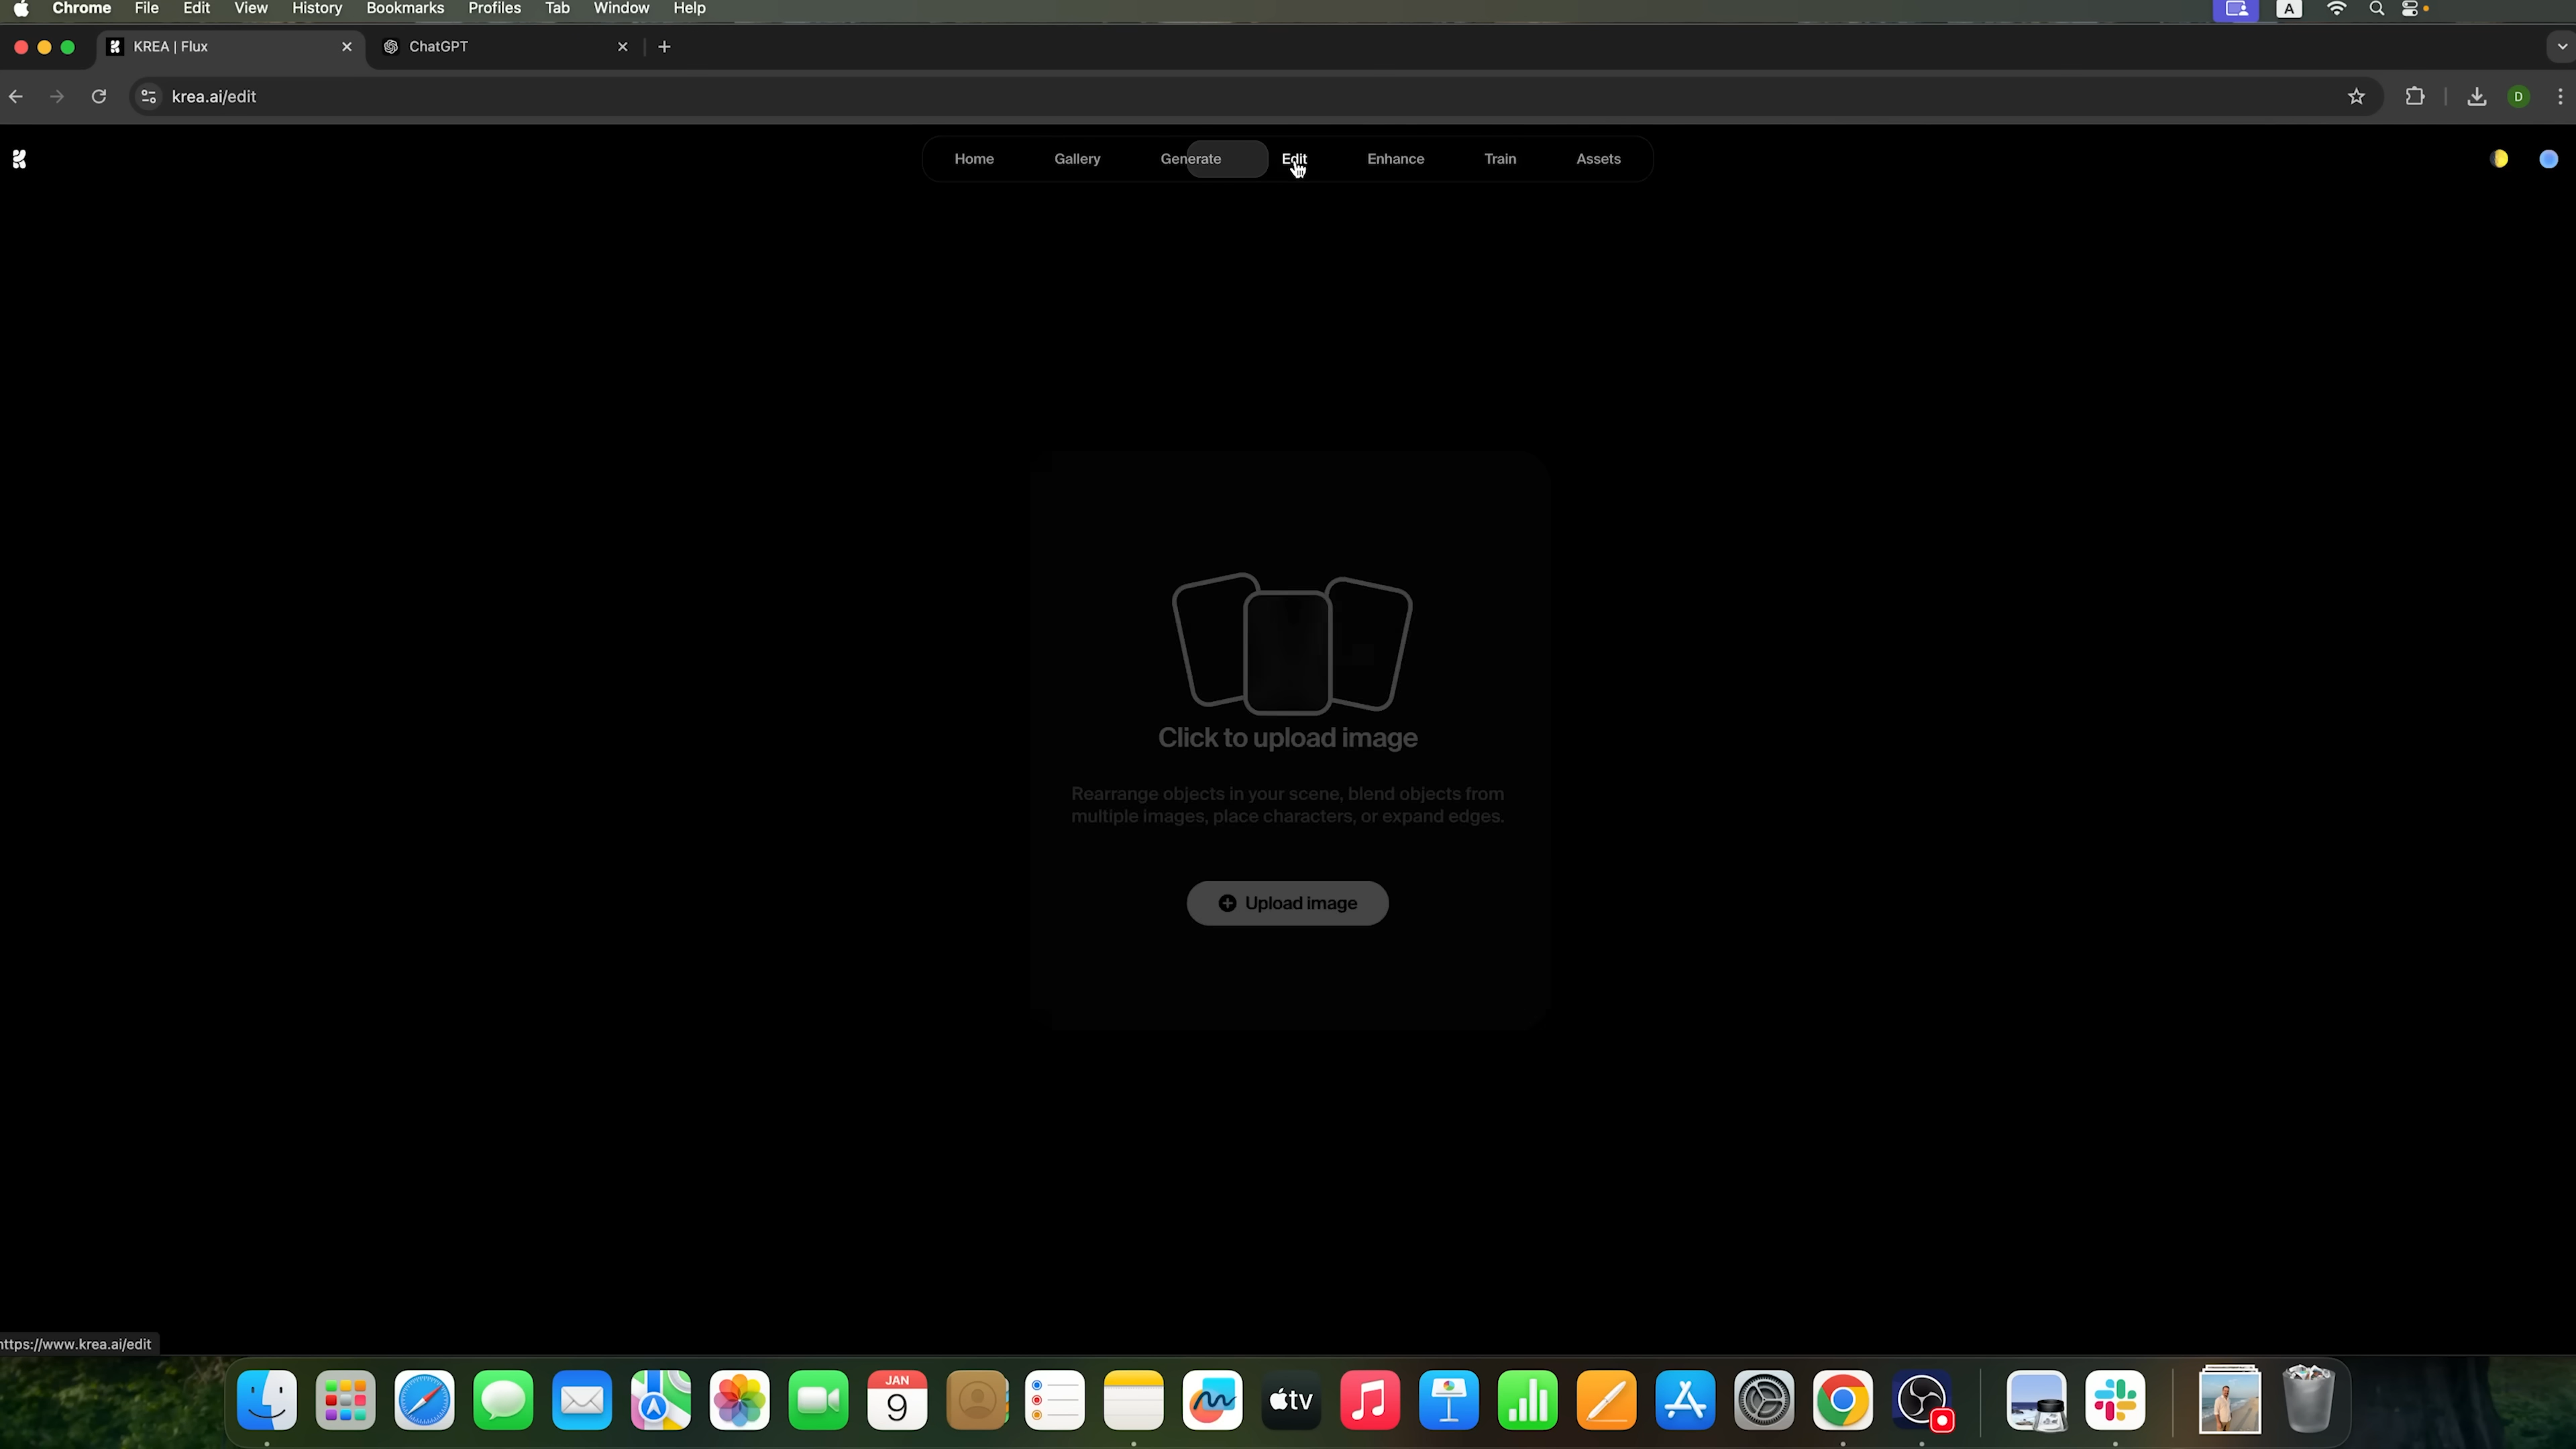 Chrome File Edit View History Bookmarks Profiles Tab Window Help
A
KREA | Flux
ChatGPT
krea.ai/edit
D
Home Gallery Generate Edit Enhance Train Assets
Click to upload image
Rearrange objects in your scene, blend objects from
multiple images, place characters, or expand edges.
Upload image
https://www.krea.ai/edit
JAN
9
tv